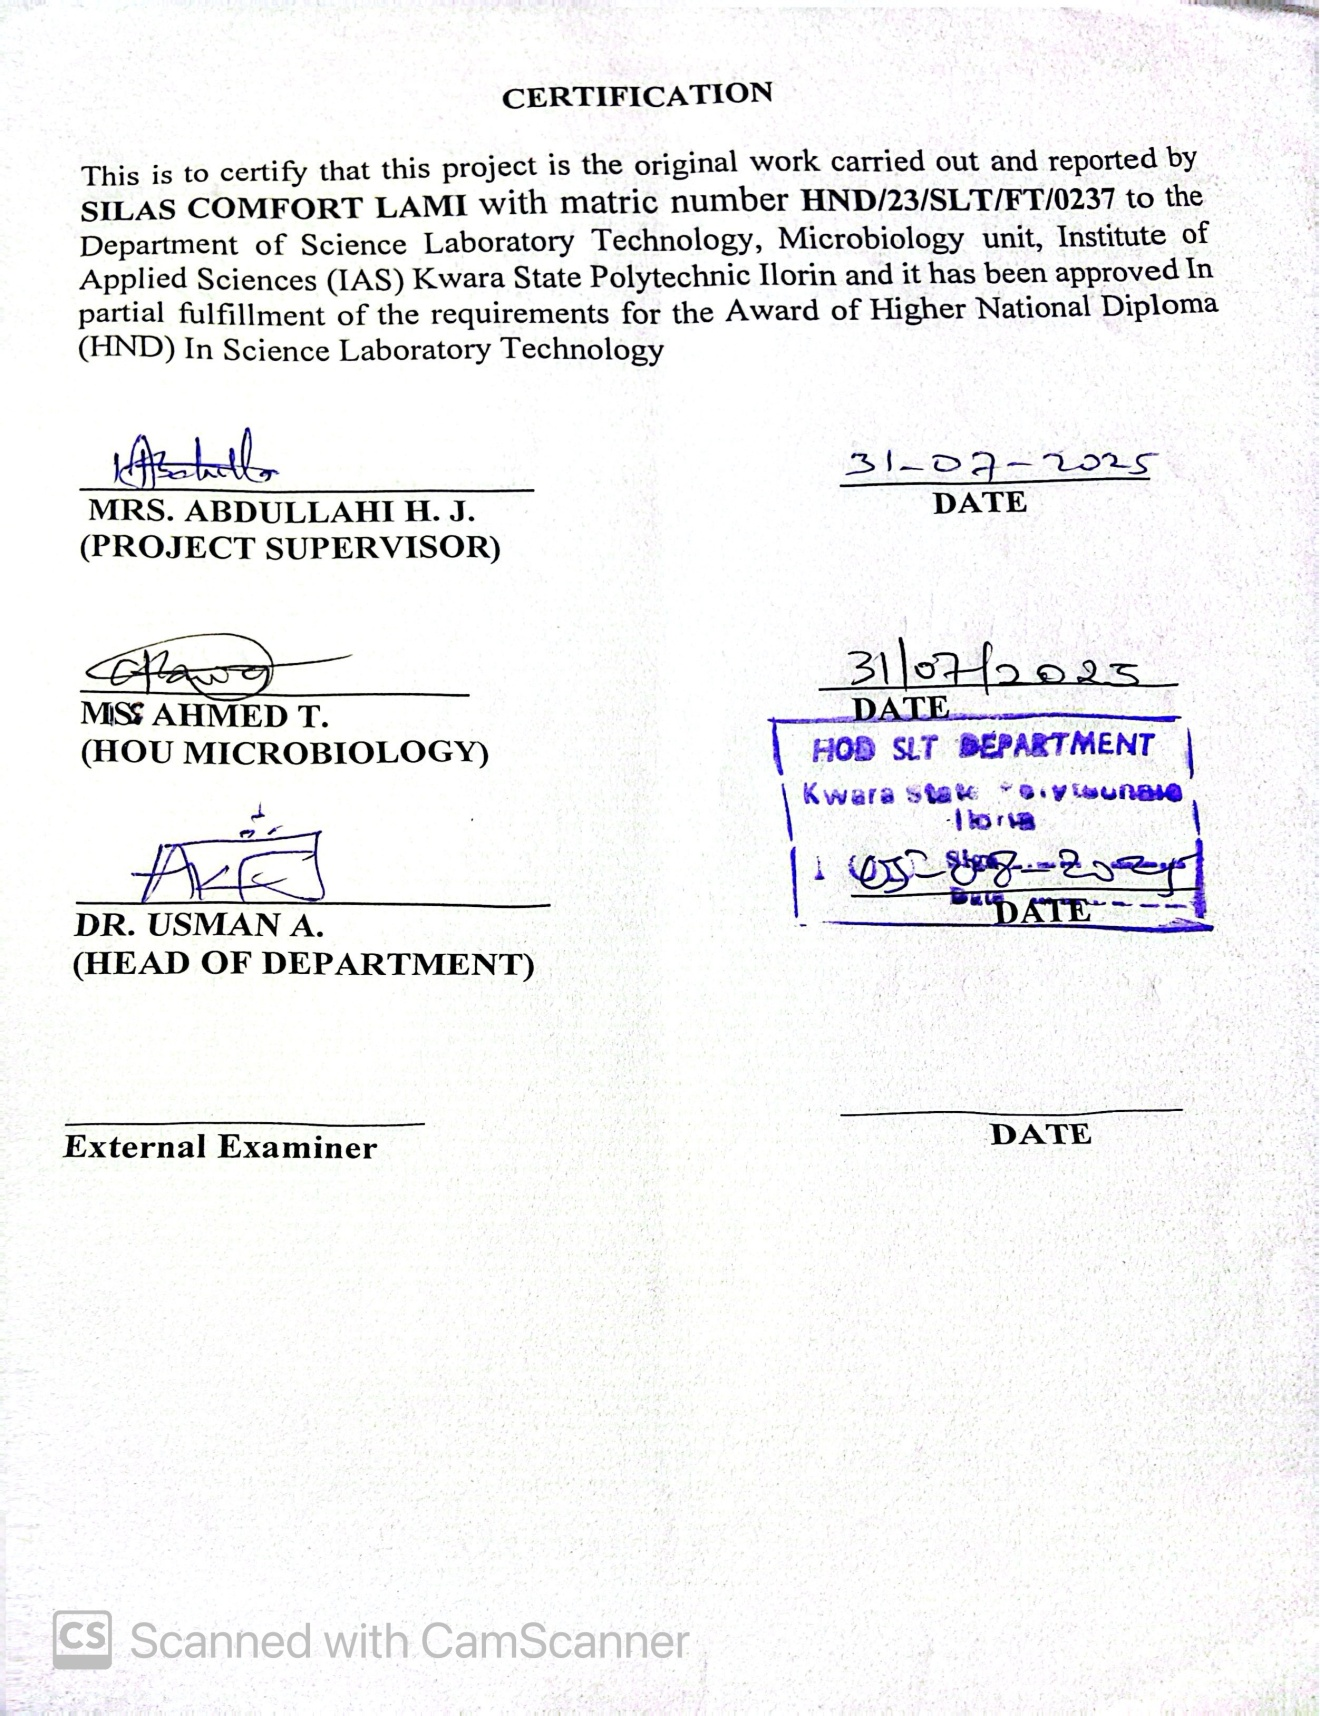 CERTIFICATION
This is to certify that this project is the original work carried out and reported by
SILAS COMFORT LAMI with matric number HND/23/SLT/FT/0237 to the
Department of Science Laboratory Technology, Microbiology unit, Institute of
Applied Sciences (IAS) Kwara State Polytechnic Ilorin and it has been approved In
partial fulfillment of the requirements for the Award of Higher National Diploma
(HND) In Science Laboratory Technology
31-07-2025
MRS. ABDULLAHI H. J. DATE
(PROJECT SUPERVISOR)
31/07/2025
AHMED T. DATE
(HOU MICROBIOLOGY)
HOD SLT DEPARTMENT
Kwara State
Ilorin
DR. USMAN A. DATE
(HEAD OF DEPARTMENT)
External Examiner DATE
CS Scanned with CamScanner